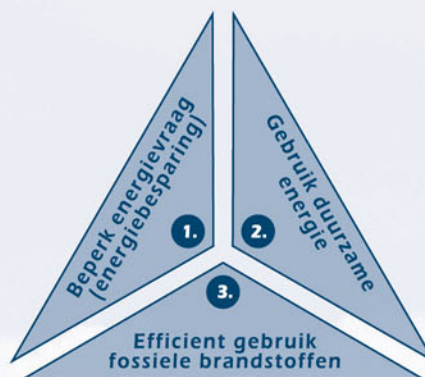 Beperk energievraag
(energiebesparing)
1.
Gebruik duurzame
energie
2.
3.
Efficient gebruik
fossiele brandstoffen